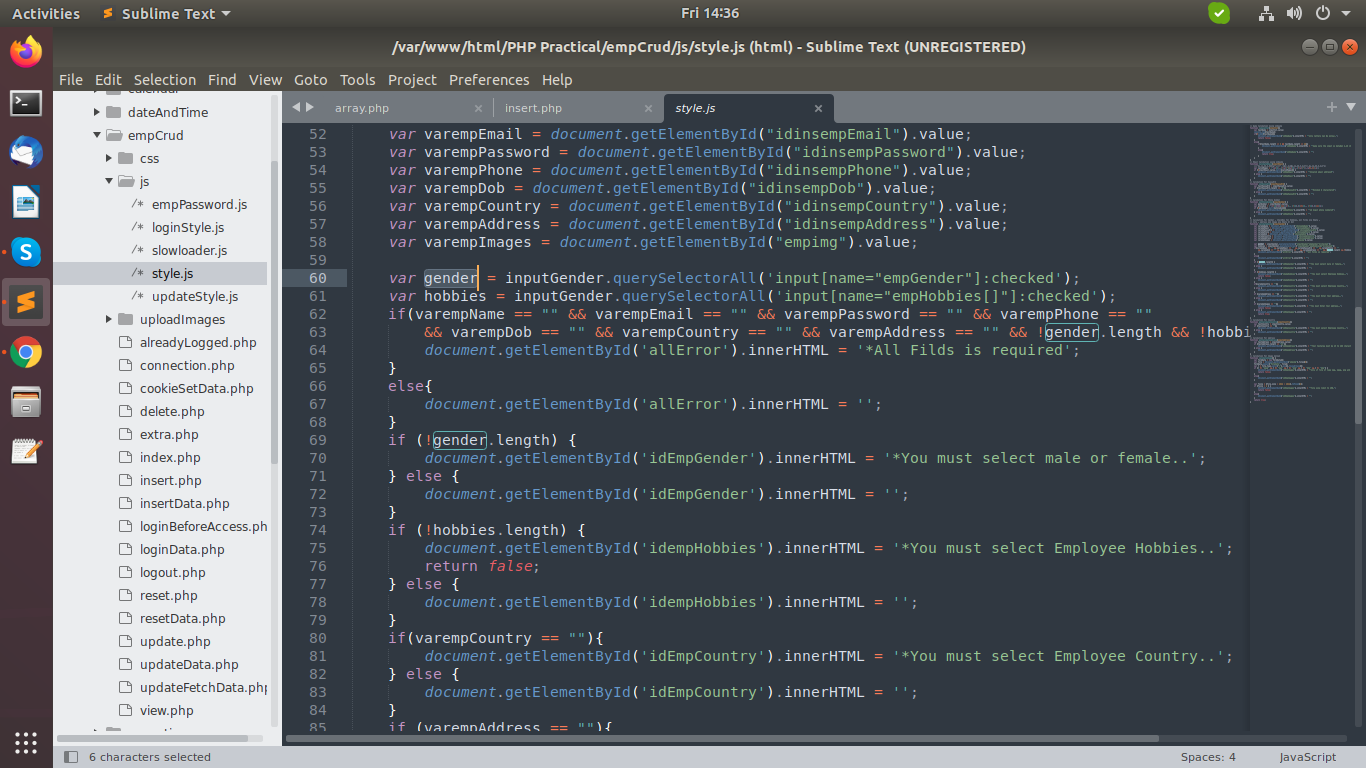 Activities Sublime Text Fri 14:36
/var/www/html/PHP Practical/empCrud/js/style.js (html) - Sublime Text (UNREGISTERED)
File Edit Selection Find View Goto Tools Project Preferences Help
calendar
dateAndTime
empCrud
css
js
/* empPassword.js
/* loginStyle.js
/* slowloader.js
/* style.js
/* updateStyle.js
uploadImages
alreadyLogged.php
connection.php
cookieSetData.php
delete.php
extra.php
index.php
insert.php
insertData.php
loginBeforeAccess.ph
loginData.php
logout.php
reset.php
resetData.php
update.php
updateData.php
updateFetchData.php
view.php
array.php insert.php style.js
52 var varempEmail = document.getElementById("idinsempEmail").value;
53 var varempPassword = document.getElementById("idinsempPassword").value;
54 var varempPhone = document.getElementById("idinsempPhone").value;
55 var varempDob = document.getElementById("idinsempDob").value;
56 var varempCountry = document.getElementById("idinsempCountry").value;
57 var varempAddress = document.getElementById("idinsempAddress").value;
58 var varempImages = document.getElementById("empimg").value;
59
60 var gender = inputGender.querySelectorAll('input[name="empGender"]:checked');
61 var hobbies = inputGender.querySelectorAll('input[name="empHobbies[]"]:checked');
62 if(varempName == "" && varempEmail == "" && varempPassword == "" && varempPhone == ""
63 && varempDob == "" && varempCountry == "" && varempAddress == "" && !gender.length && !hobbi
64 document.getElementById('allError').innerHTML = '*All Filds is required';
65 }
66 else{
67 document.getElementById('allError').innerHTML = '';
68 }
69 if (!gender.length) {
70 document.getElementById('idEmpGender').innerHTML = '*You must select male or female..';
71 } else {
72 document.getElementById('idEmpGender').innerHTML = '';
73 }
74 if (!hobbies.length) {
75 document.getElementById('idempHobbies').innerHTML = '*You must select Employee Hobbies..';
76 return false;
77 } else {
78 document.getElementById('idempHobbies').innerHTML = '';
79 }
80 if(varempCountry == ""){
81 document.getElementById('idEmpCountry').innerHTML = '*You must select Employee Country..';
82 } else {
83 document.getElementById('idEmpCountry').innerHTML = '';
84 }
85 if (varempAddress == ""){
6 characters selected Spaces: 4 JavaScript